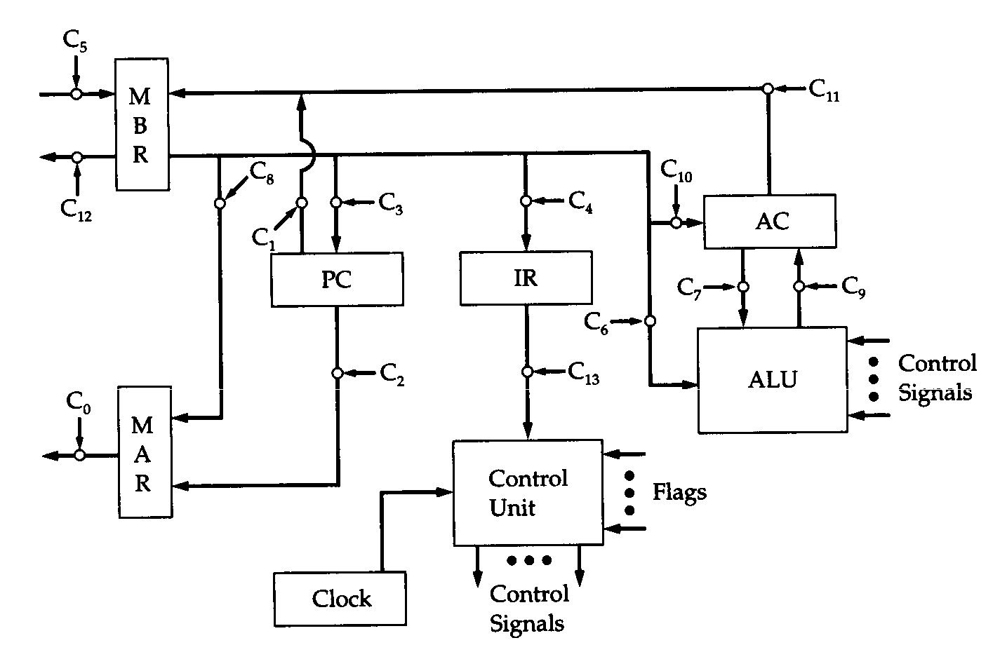 C5
M
B
R
C11
C12
C8
C1
C3
C4
C10
AC
PC
IR
C7
C9
C6
C2
C13
ALU
Control
Signals
C0
M
A
R
Control
Unit
Flags
Clock
Control
Signals